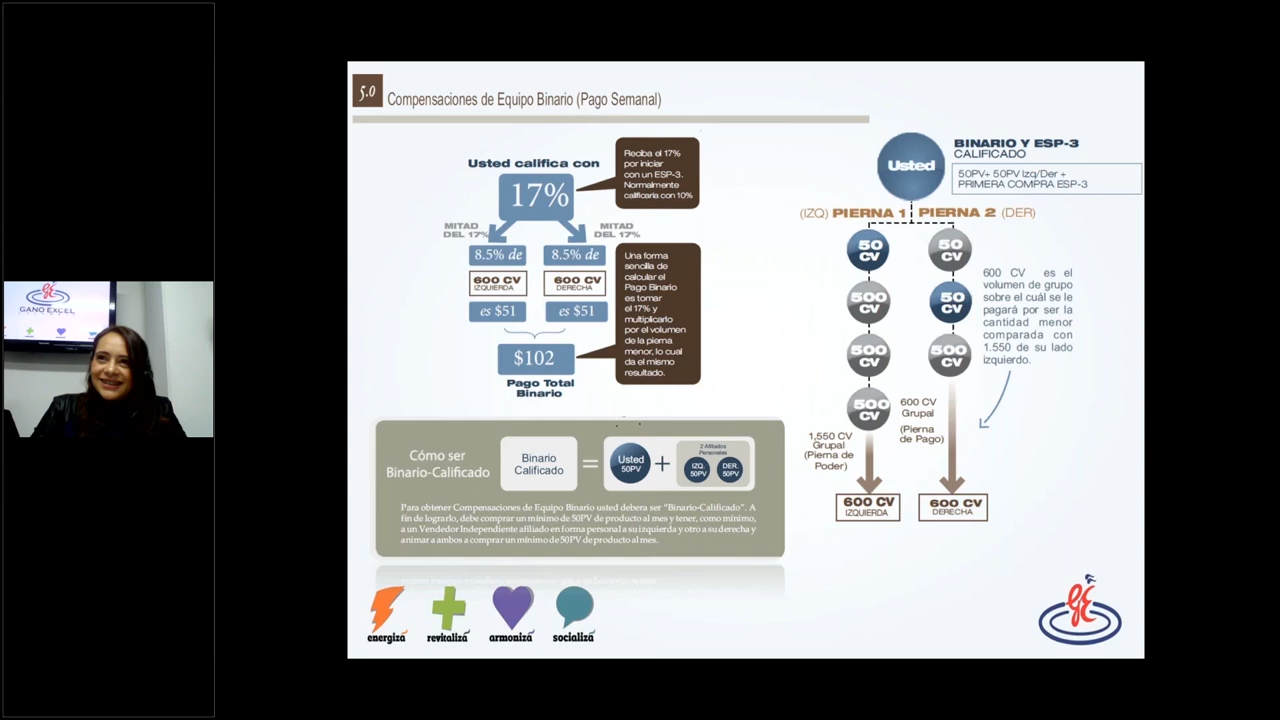 5.0
Compensaciones de Equipo Binario (Pago Semanal)
Usted califica con
17%
Reciba el 17%
por iniciar
con un ESP-3.
Normalmente
calificaría con 10%
MITAD
DEL 17%
MITAD
DEL 17%
8.5% de
8.5% de
600 CV
IZQUIERDA
600 CV
DERECHA
es $51
es $51
$102
Pago Total
Binario
Una forma
sencilla de
calcular el
Pago Binario
es tomar
el 17% y
multiplicarlo
por el volumen
de la pierna
menor, lo cual
da el mismo
resultado.
Cómo ser
Binario-Calificado
Binario
Calificado
=
Usted
50PV
+
2 Afiliados
Personales
IZQ.
50PV
DER.
50PV
Para obtener Compensaciones de Equipo Binario usted debera ser "Binario-Calificado". A
fin de lograrlo, debe comprar un mínimo de 50PV de producto al mes y tener, como mínimo,
a un Vendedor Independiente afiliado en forma personal a su izquierda y otro a su derecha y
animar a ambos a comprar un mínimo de 50PV de producto al mes.
energizá
revitalizá
armonizá
socializá
Usted
BINARIO Y ESP-3
CALIFICADO
50PV+ 50PV Izq/Der +
PRIMERA COMPRA ESP-3
(IZQ) PIERNA 1
PIERNA 2 (DER)
50
CV
50
CV
500
CV
50
CV
500
CV
500
CV
500
CV
600 CV es el
volumen de grupo
sobre el cuál se le
pagará por ser la
cantidad menor
comparada con
1.550 de su lado
izquierdo.
600 CV
Grupal
(Pierna
de Pago)
1,550 CV
Grupal
(Pierna de
Poder)
600 CV
IZQUIERDA
600 CV
DERECHA
GE
GANO EXCEL